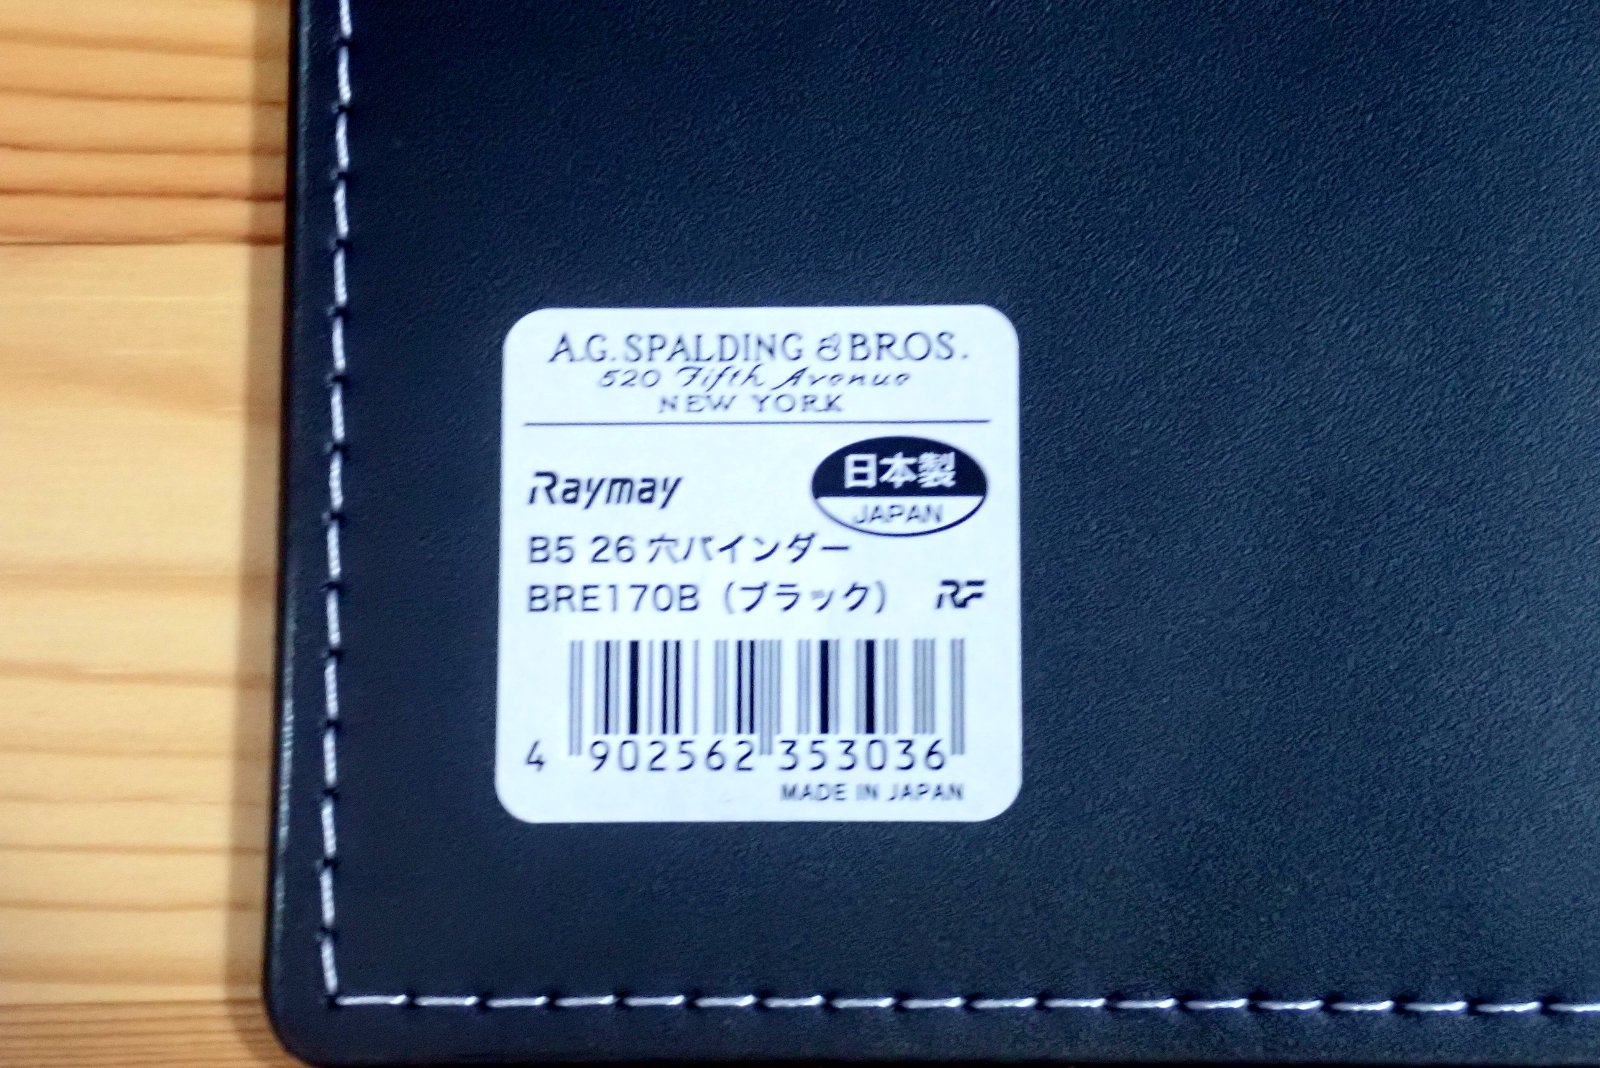 A.G. SPALDING & BROS.
520 Fifth Avenue
NEW YORK
Raymay
日本製
JAPAN
B5 26 穴バインダー
BRE170B（ブラック）
RF
4 902562 353036
MADE IN JAPAN